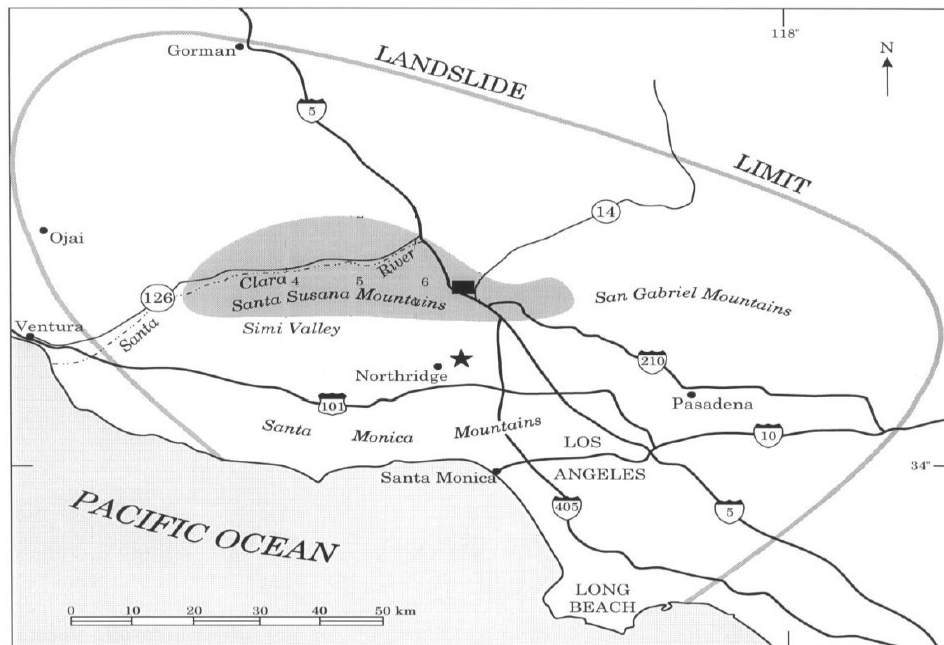 118"
Gorman
LANDSLIDE
N
5
LIMIT
14
Ojai
River
Clara
4
5
6
126
Santa Susana Mountains
San Gabriel Mountains
Santa
Simi Valley
Ventura
Northridge
210
101
Pasadena
Santa Monica Mountains
10
LOS
ANGELES
Santa Monica
34"
PACIFIC OCEAN
405
5
LONG
BEACH
0 10 20 30 40 50 km